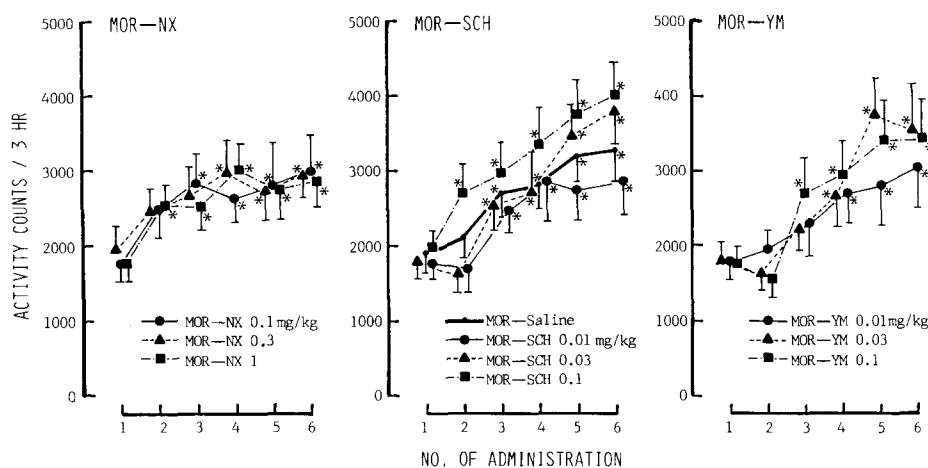 MOR—NX
MOR—SCH
MOR—YM
ACTIVITY COUNTS / 3 HR
5000
4000
3000
2000
1000
0
MOR—NX 0.1 mg/kg
MOR—NX 0.3
MOR—NX 1
1 2 3 4 5 6
5000
4000
3000
2000
1000
0
MOR—Saline
MOR—SCH 0.01 mg/kg
MOR—SCH 0.03
MOR—SCH 0.1
1 2 3 4 5 6
5000
4000
3000
2000
1000
0
MOR—YM 0.01mg/kg
MOR—YM 0.03
MOR—YM 0.1
1 2 3 4 5 6
NO. OF ADMINISTRATION